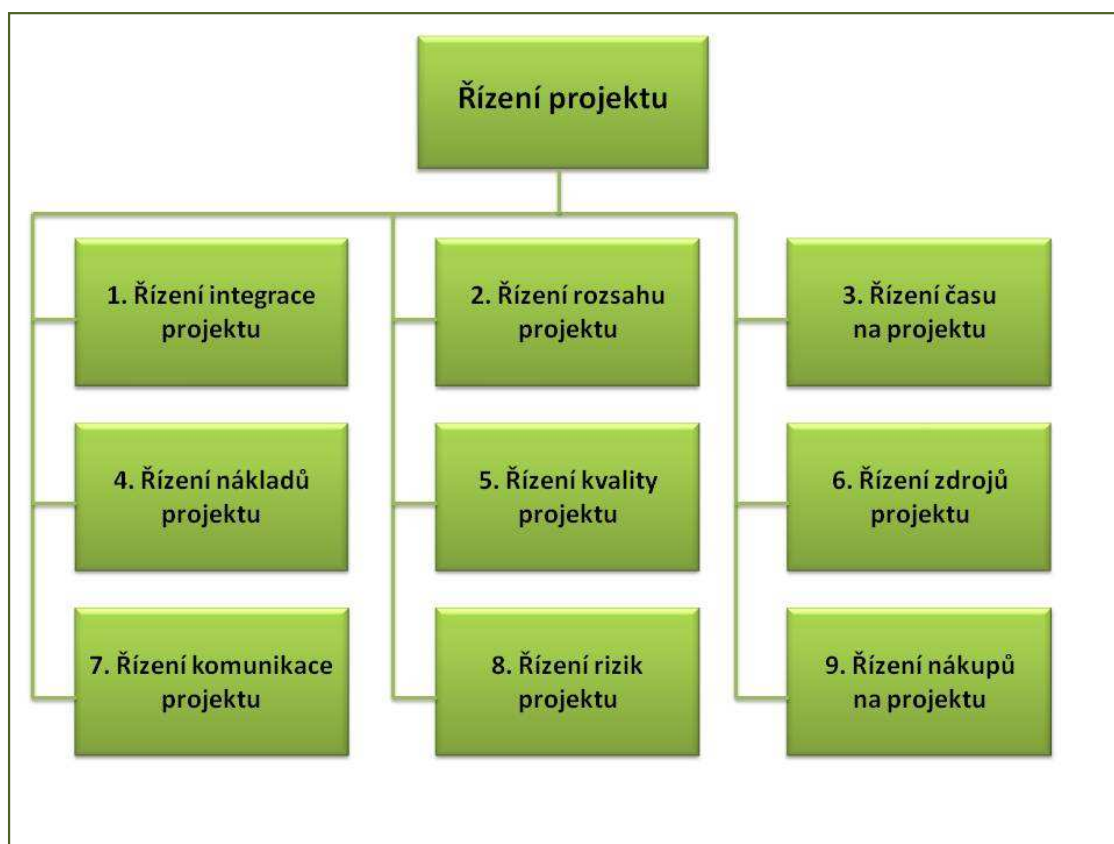 Řízení projektu
1. Řízení integrace
projektu
2. Řízení rozsahu
projektu
3. Řízení času
na projektu
4. Řízení nákladů
projektu
5. Řízení kvality
projektu
6. Řízení zdrojů
projektu
7. Řízení komunikace
projektu
8. Řízení rizik
projektu
9. Řízení nákupů
na projektu